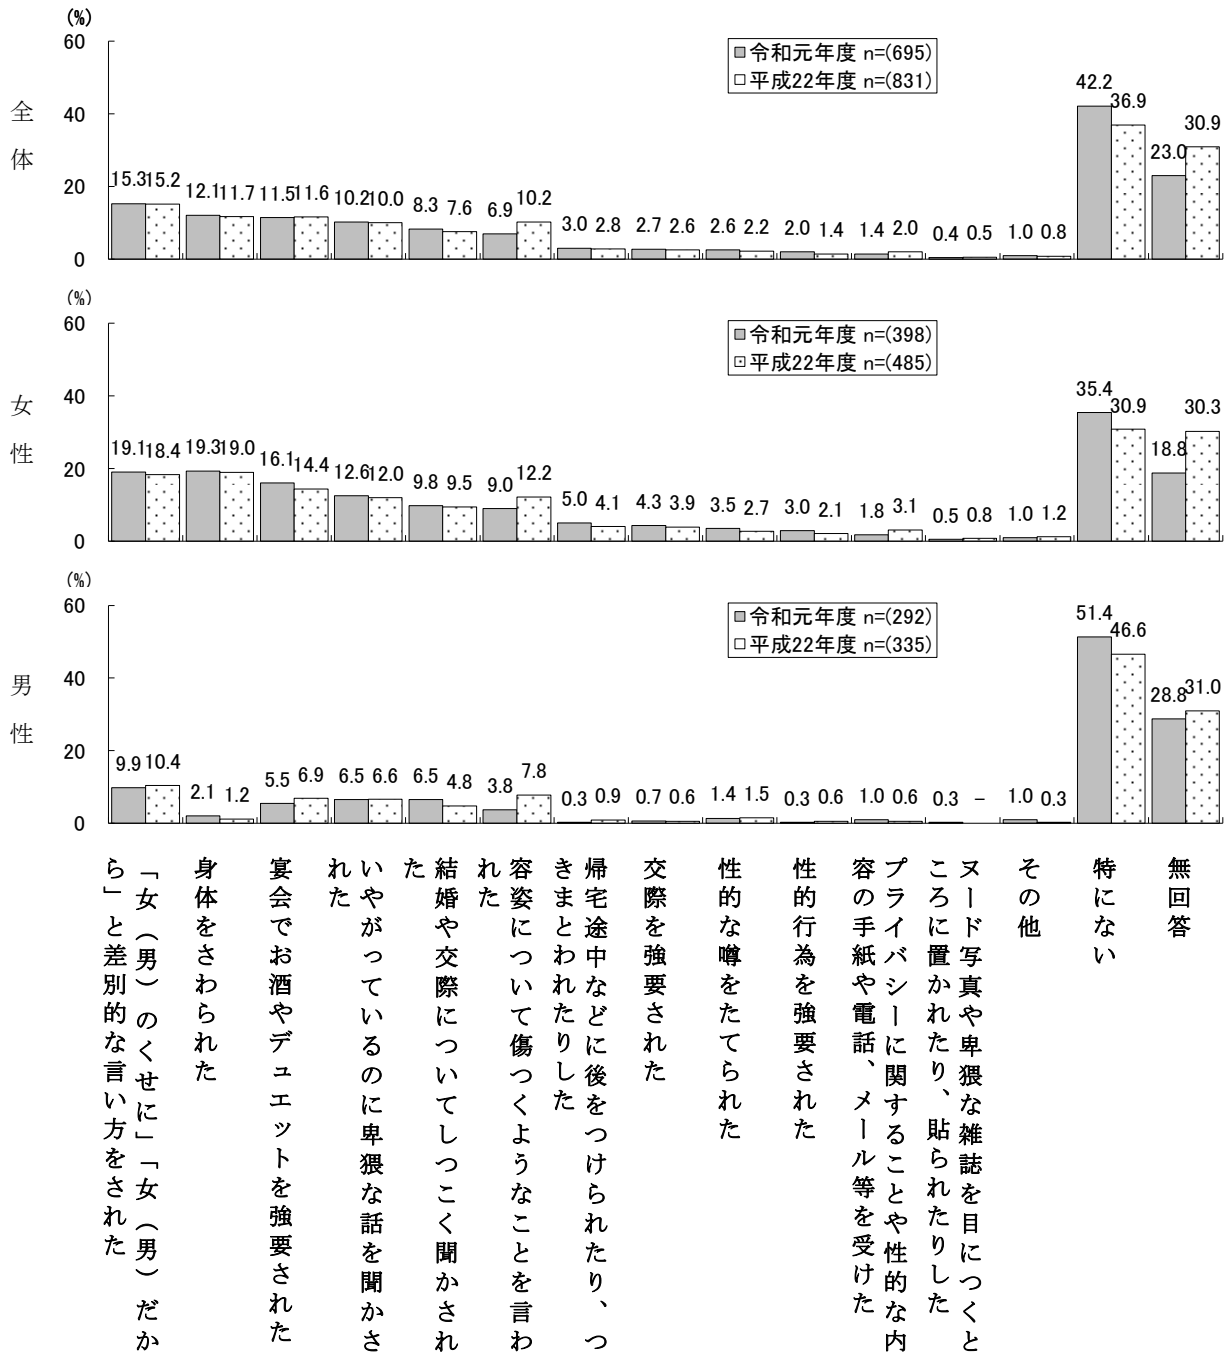 (%)
60
40
20
0
全
体
令和元年度 n=(695)
平成22年度 n=(831)
15.3 15.2 12.1 11.7 11.5 11.6 10.2 10.0 8.3 7.6 6.9 10.2 3.0 2.8 2.7 2.6 2.6 2.2 2.0 1.4 1.4 2.0 0.4 0.5 1.0 0.8 42.2 36.9 23.0 30.9
(%)
60
40
20
0
女
性
令和元年度 n=(398)
平成22年度 n=(485)
19.1 18.4 19.3 19.0 16.1 14.4 12.6 12.0 9.8 9.5 9.0 12.2 5.0 4.1 4.3 3.9 3.5 2.7 3.0 2.1 1.8 3.1 0.5 0.8 1.0 1.2 35.4 30.9 18.8 30.3
(%)
60
40
20
0
男
性
令和元年度 n=(292)
平成22年度 n=(335)
9.9 10.4 2.1 1.2 5.5 6.9 6.5 6.6 6.5 4.8 3.8 7.8 0.3 0.9 0.7 0.6 1.4 1.5 0.3 0.6 1.0 0.6 0.3 – 1.0 0.3 51.4 46.6 28.8 31.0
「女（男）のくせに」「女（男）だか
ら」と差別的な言い方をされた
身体をさわられた
宴会でお酒やデュエットを強要された
いやがっているのに卑猥な話を聞かさ
れた
結婚や交際についてしつこく聞かされ
た
容姿について傷つくようなことを言わ
れた
帰宅途中などに後をつけられたり、つ
きまとわれたりした
交際を強要された
性的な噂をたてられた
性的行為を強要された
プライバシーに関することや性的な内
容の手紙や電話、メール等を受けた
ヌード写真や卑猥な雑誌を目につくと
ころに置かれたり、貼られたりした
その他
特にない
無回答